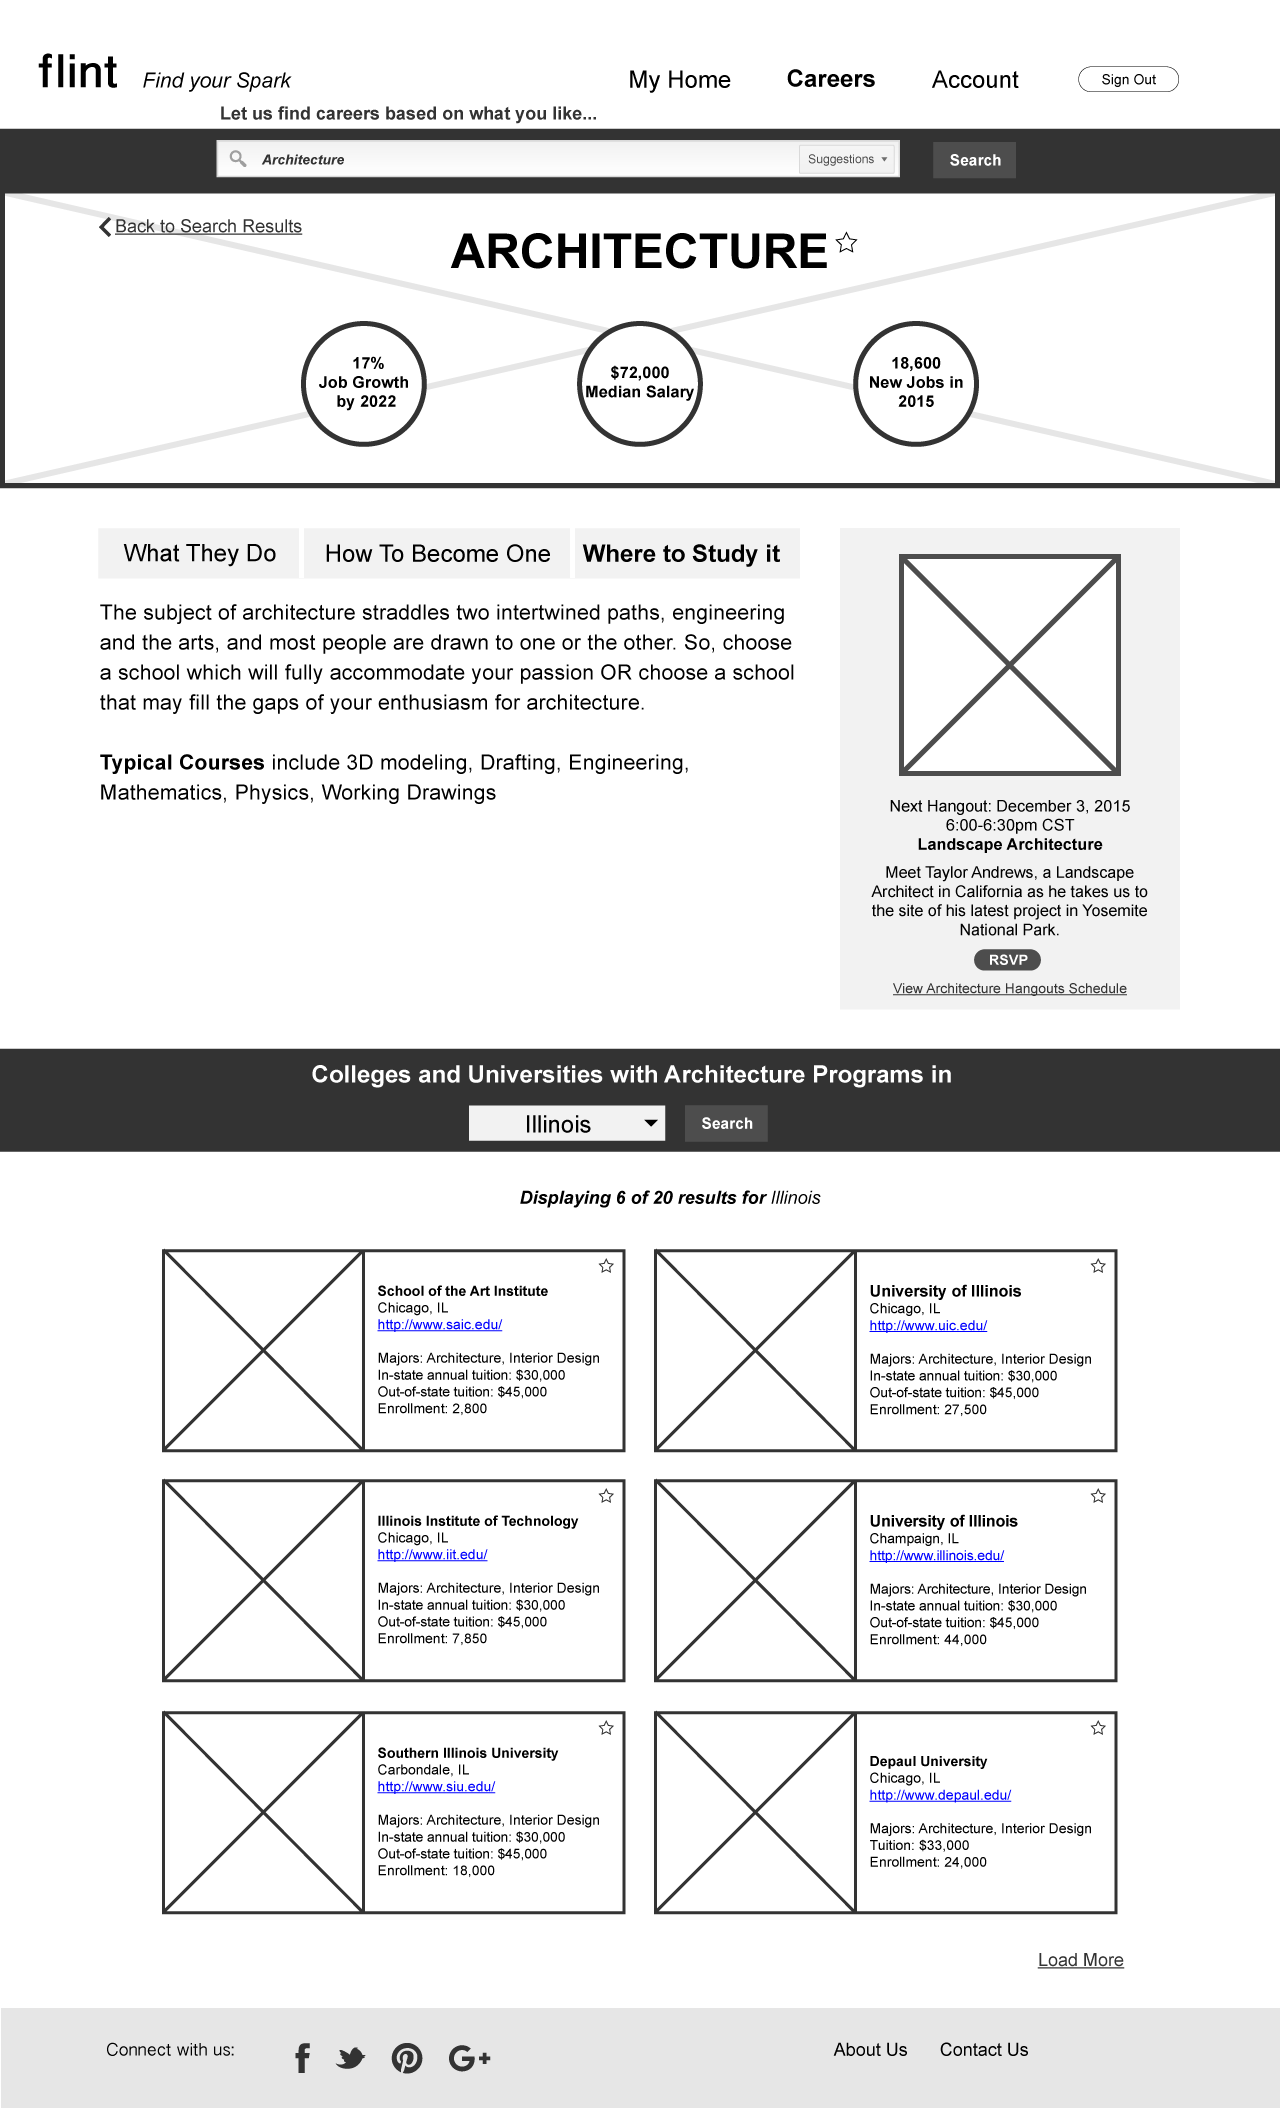 flint Find your Spark
My Home Careers Account Sign Out
Let us find careers based on what you like...
Architecture Suggestions Search
Back to Search Results
ARCHITECTURE
17%
Job Growth
by 2022
$72,000
Median Salary
18,600
New Jobs in
2015
What They Do How To Become One Where to Study it
The subject of architecture straddles two intertwined paths, engineering
and the arts, and most people are drawn to one or the other. So, choose
a school which will fully accommodate your passion OR choose a school
that may fill the gaps of your enthusiasm for architecture.
Typical Courses include 3D modeling, Drafting, Engineering,
Mathematics, Physics, Working Drawings
Next Hangout: December 3, 2015
6:00-6:30pm CST
Landscape Architecture
Meet Taylor Andrews, a Landscape
Architect in California as he takes us to
the site of his latest project in Yosemite
National Park.
RSVP
View Architecture Hangouts Schedule
Colleges and Universities with Architecture Programs in
Illinois Search
Displaying 6 of 20 results for Illinois
School of the Art Institute
Chicago, IL
http://www.saic.edu/
Majors: Architecture, Interior Design
In-state annual tuition: $30,000
Out-of-state tuition: $45,000
Enrollment: 2,800
University of Illinois
Chicago, IL
http://www.uic.edu/
Majors: Architecture, Interior Design
In-state annual tuition: $30,000
Out-of-state tuition: $45,000
Enrollment: 27,500
Illinois Institute of Technology
Chicago, IL
http://www.iit.edu/
Majors: Architecture, Interior Design
In-state annual tuition: $30,000
Out-of-state tuition: $45,000
Enrollment: 7,850
University of Illinois
Champaign, IL
http://www.illinois.edu/
Majors: Architecture, Interior Design
In-state annual tuition: $30,000
Out-of-state tuition: $45,000
Enrollment: 44,000
Southern Illinois University
Carbondale, IL
http://www.siu.edu/
Majors: Architecture, Interior Design
In-state annual tuition: $30,000
Out-of-state tuition: $45,000
Enrollment: 18,000
Depaul University
Chicago, IL
http://www.depaul.edu/
Majors: Architecture, Interior Design
Tuition: $33,000
Enrollment: 24,000
Load More
Connect with us:
About Us Contact Us